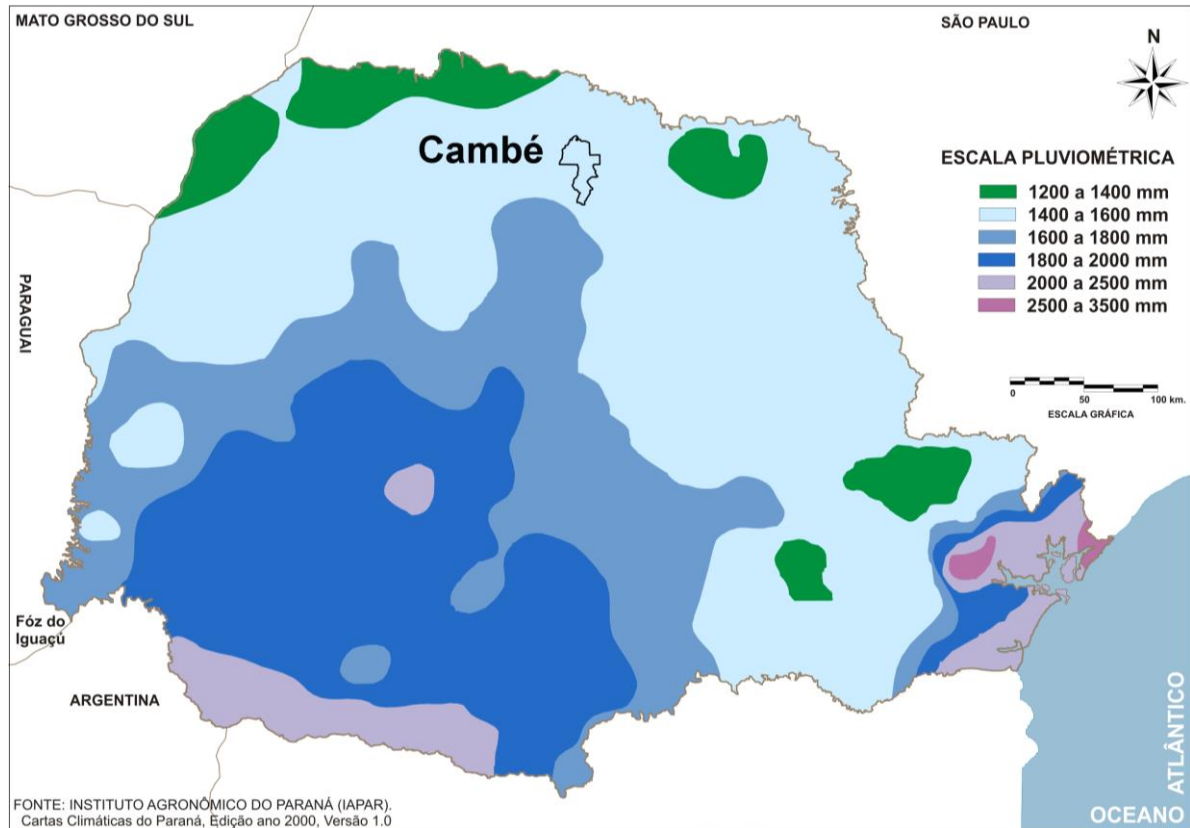 MATO GROSSO DO SUL
SÃO PAULO
N
Cambé
ESCALA PLUVIOMÉTRICA
1200 a 1400 mm
1400 a 1600 mm
1600 a 1800 mm
1800 a 2000 mm
2000 a 2500 mm
2500 a 3500 mm
PARAGUAI
0 50 100 km.
ESCALA GRÁFICA
Fóz do
Iguaçú
ARGENTINA
OCEANO
ATLÂNTICO
FONTE: INSTITUTO AGRONÔMICO DO PARANÁ (IAPAR).
Cartas Climáticas do Paraná, Edição ano 2000, Versão 1.0